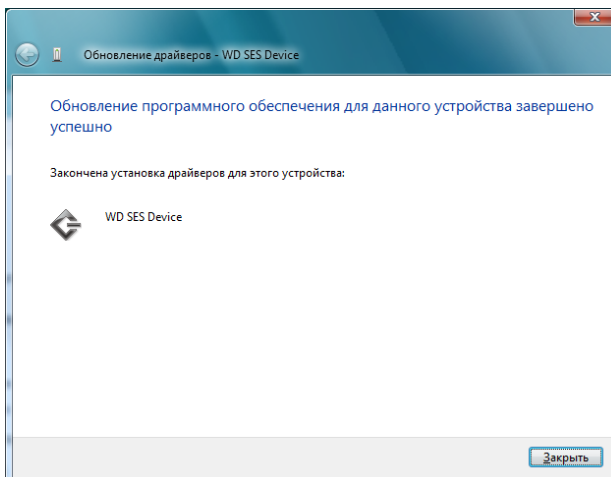 Обновление драйверов - WD SES Device
Обновление программного обеспечения для данного устройства завершено
успешно
Закончена установка драйверов для этого устройства:
WD SES Device
Закрыть